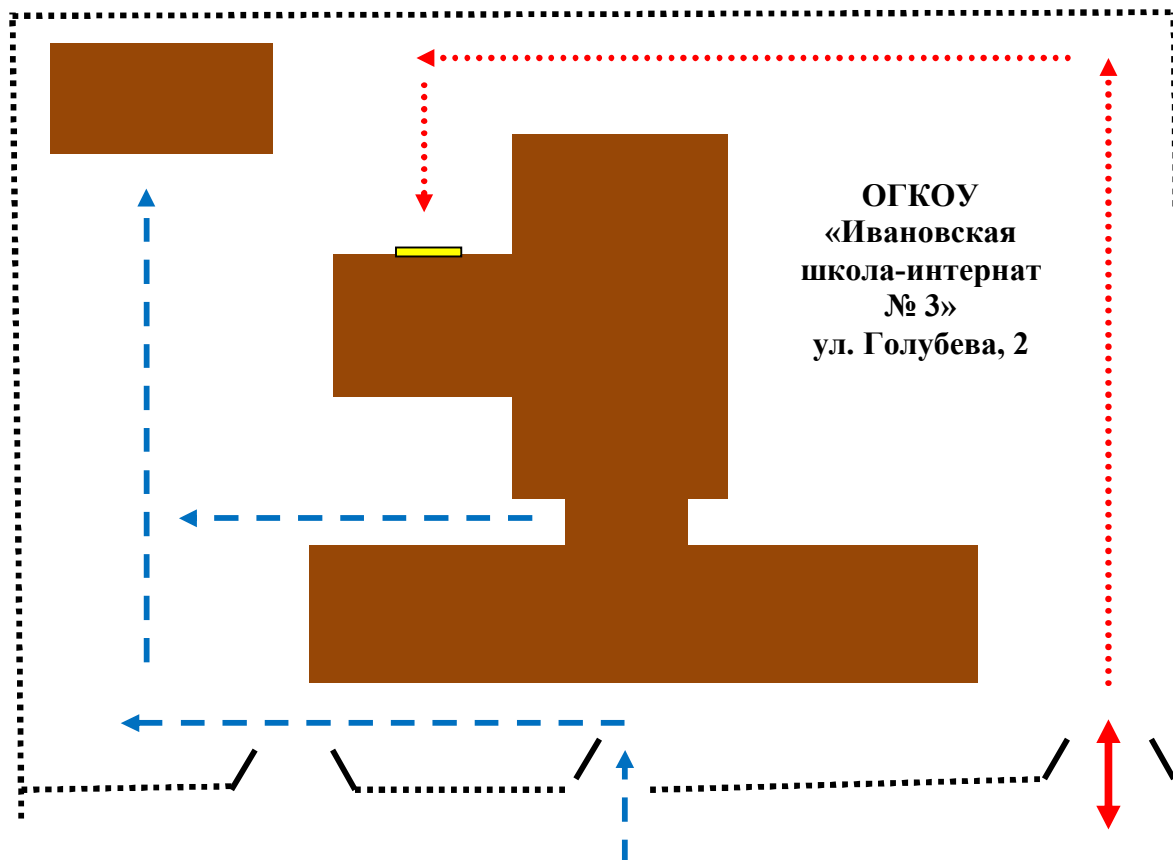 ОГКОУ
«Ивановская
школа-интернат
№ 3»
ул. Голубева, 2